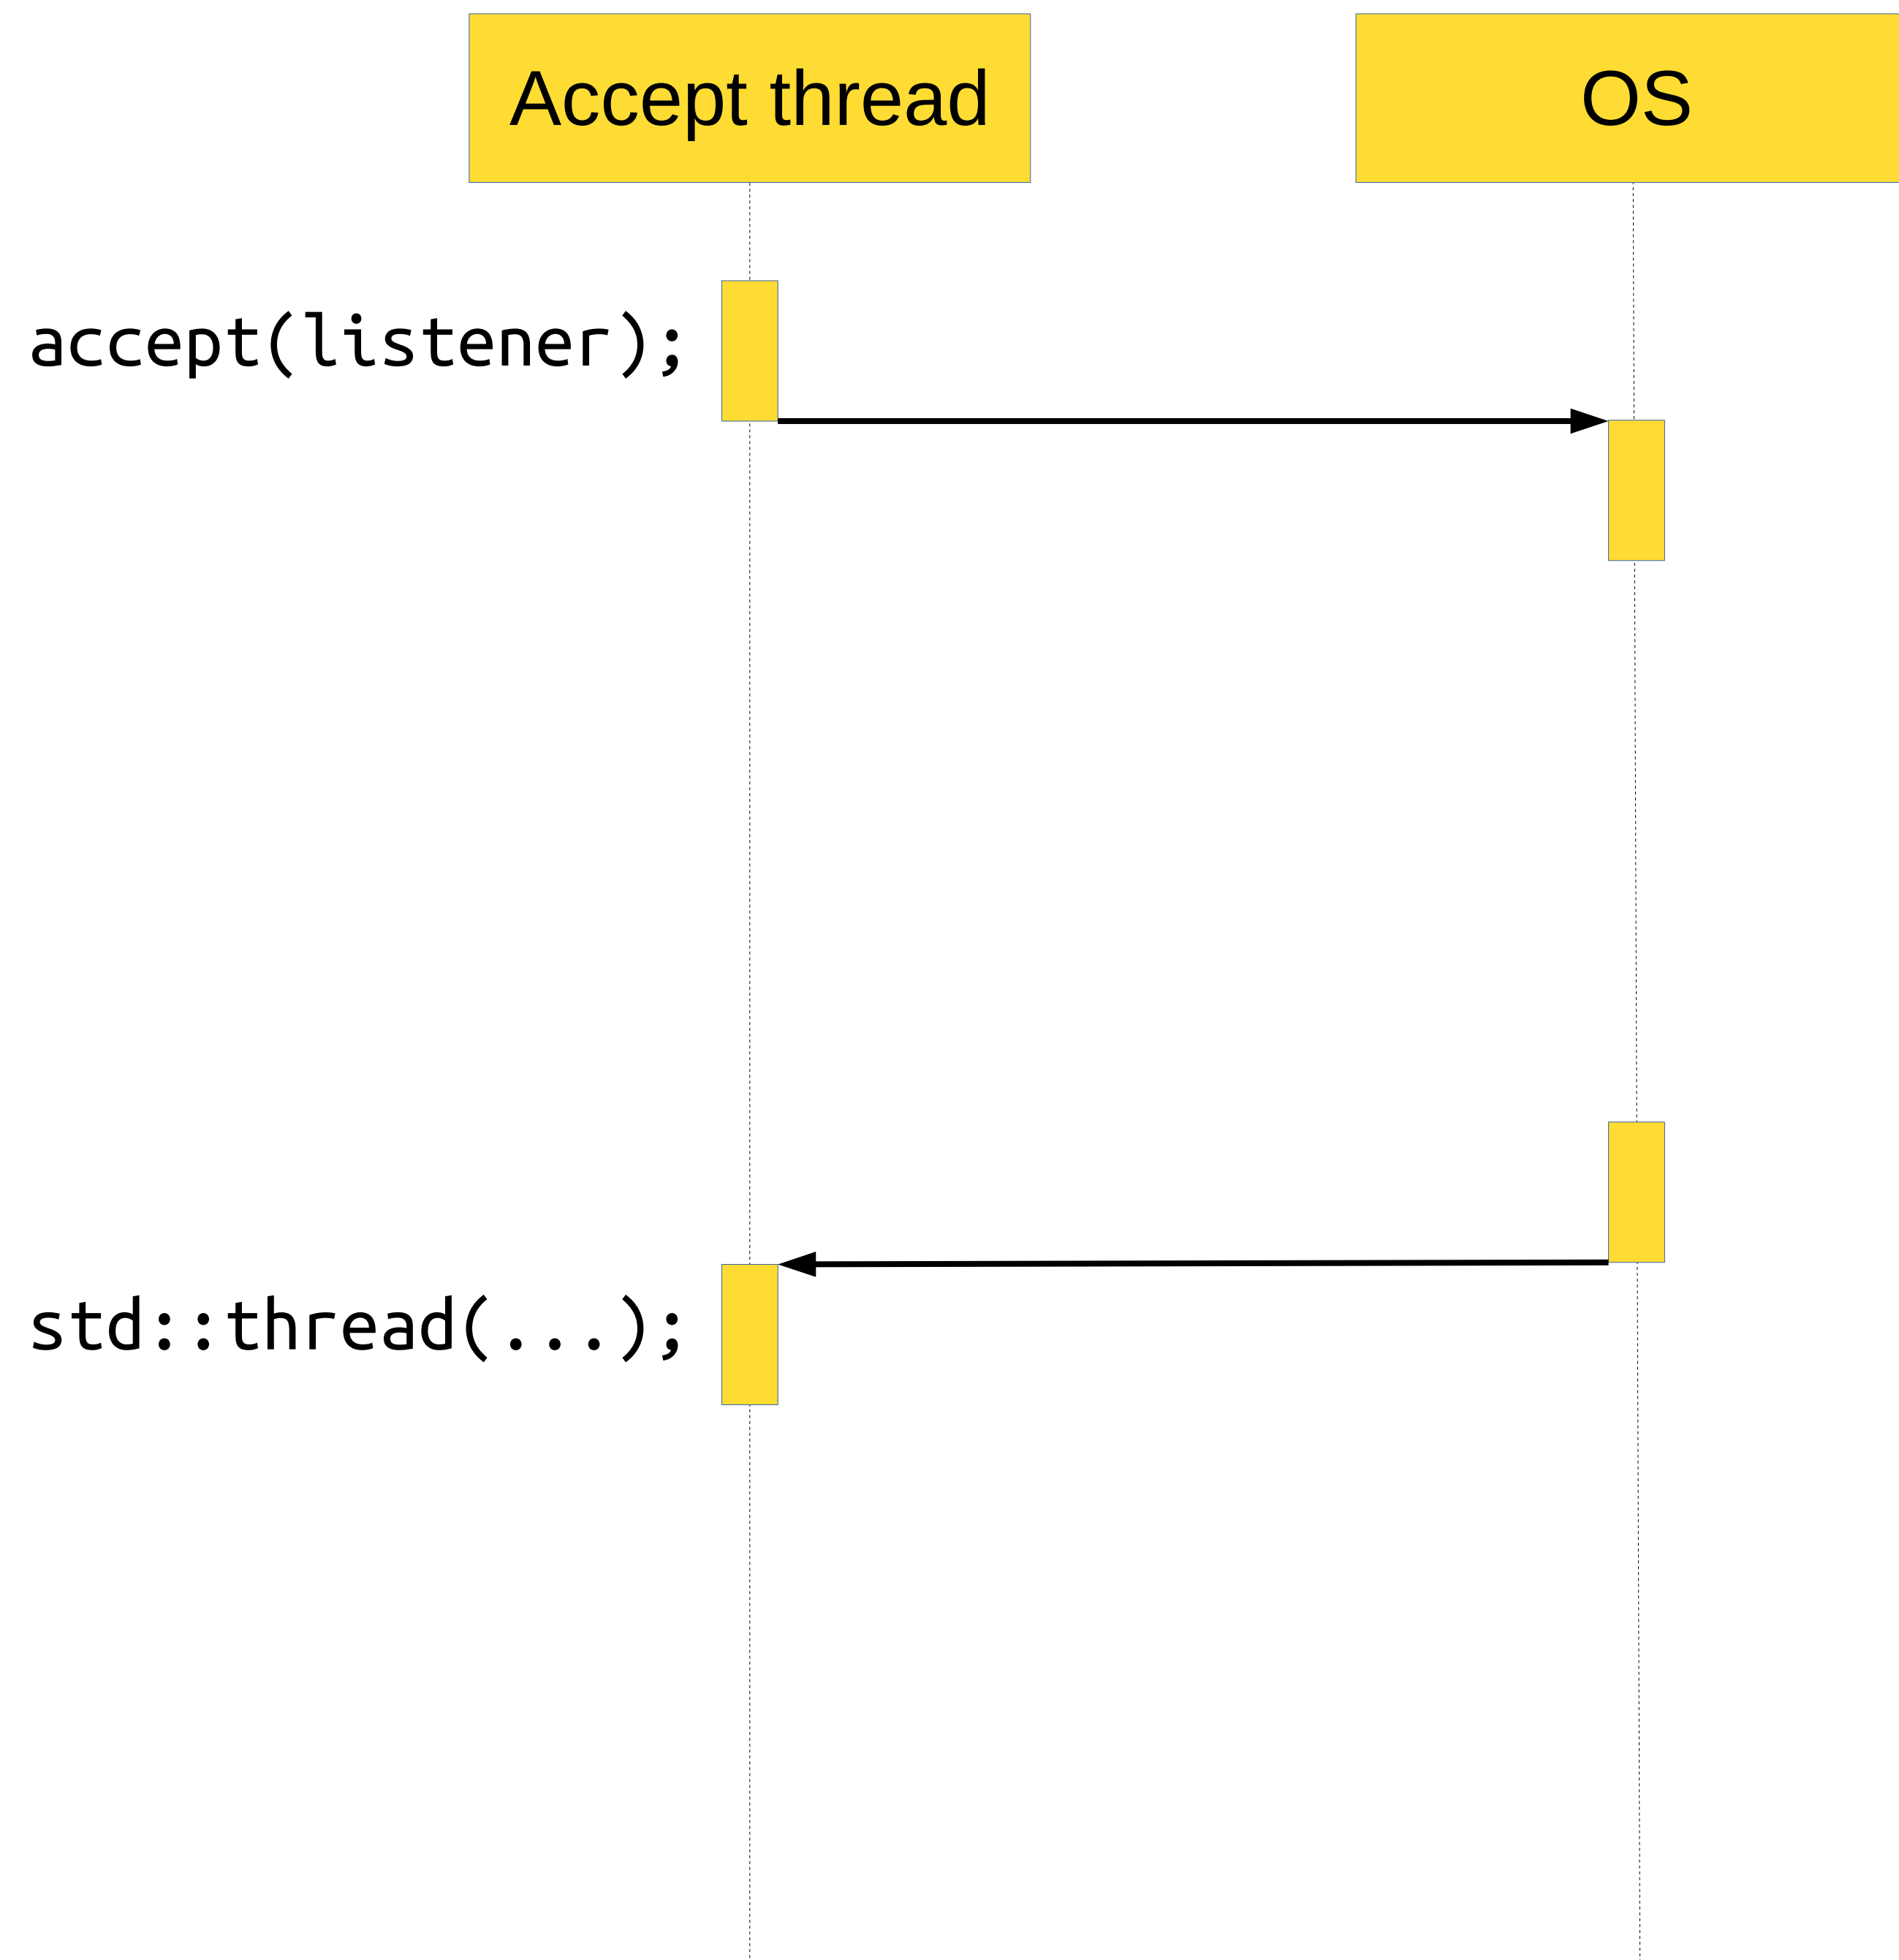 Accept thread
OS
accept(listener);
std::thread(...);